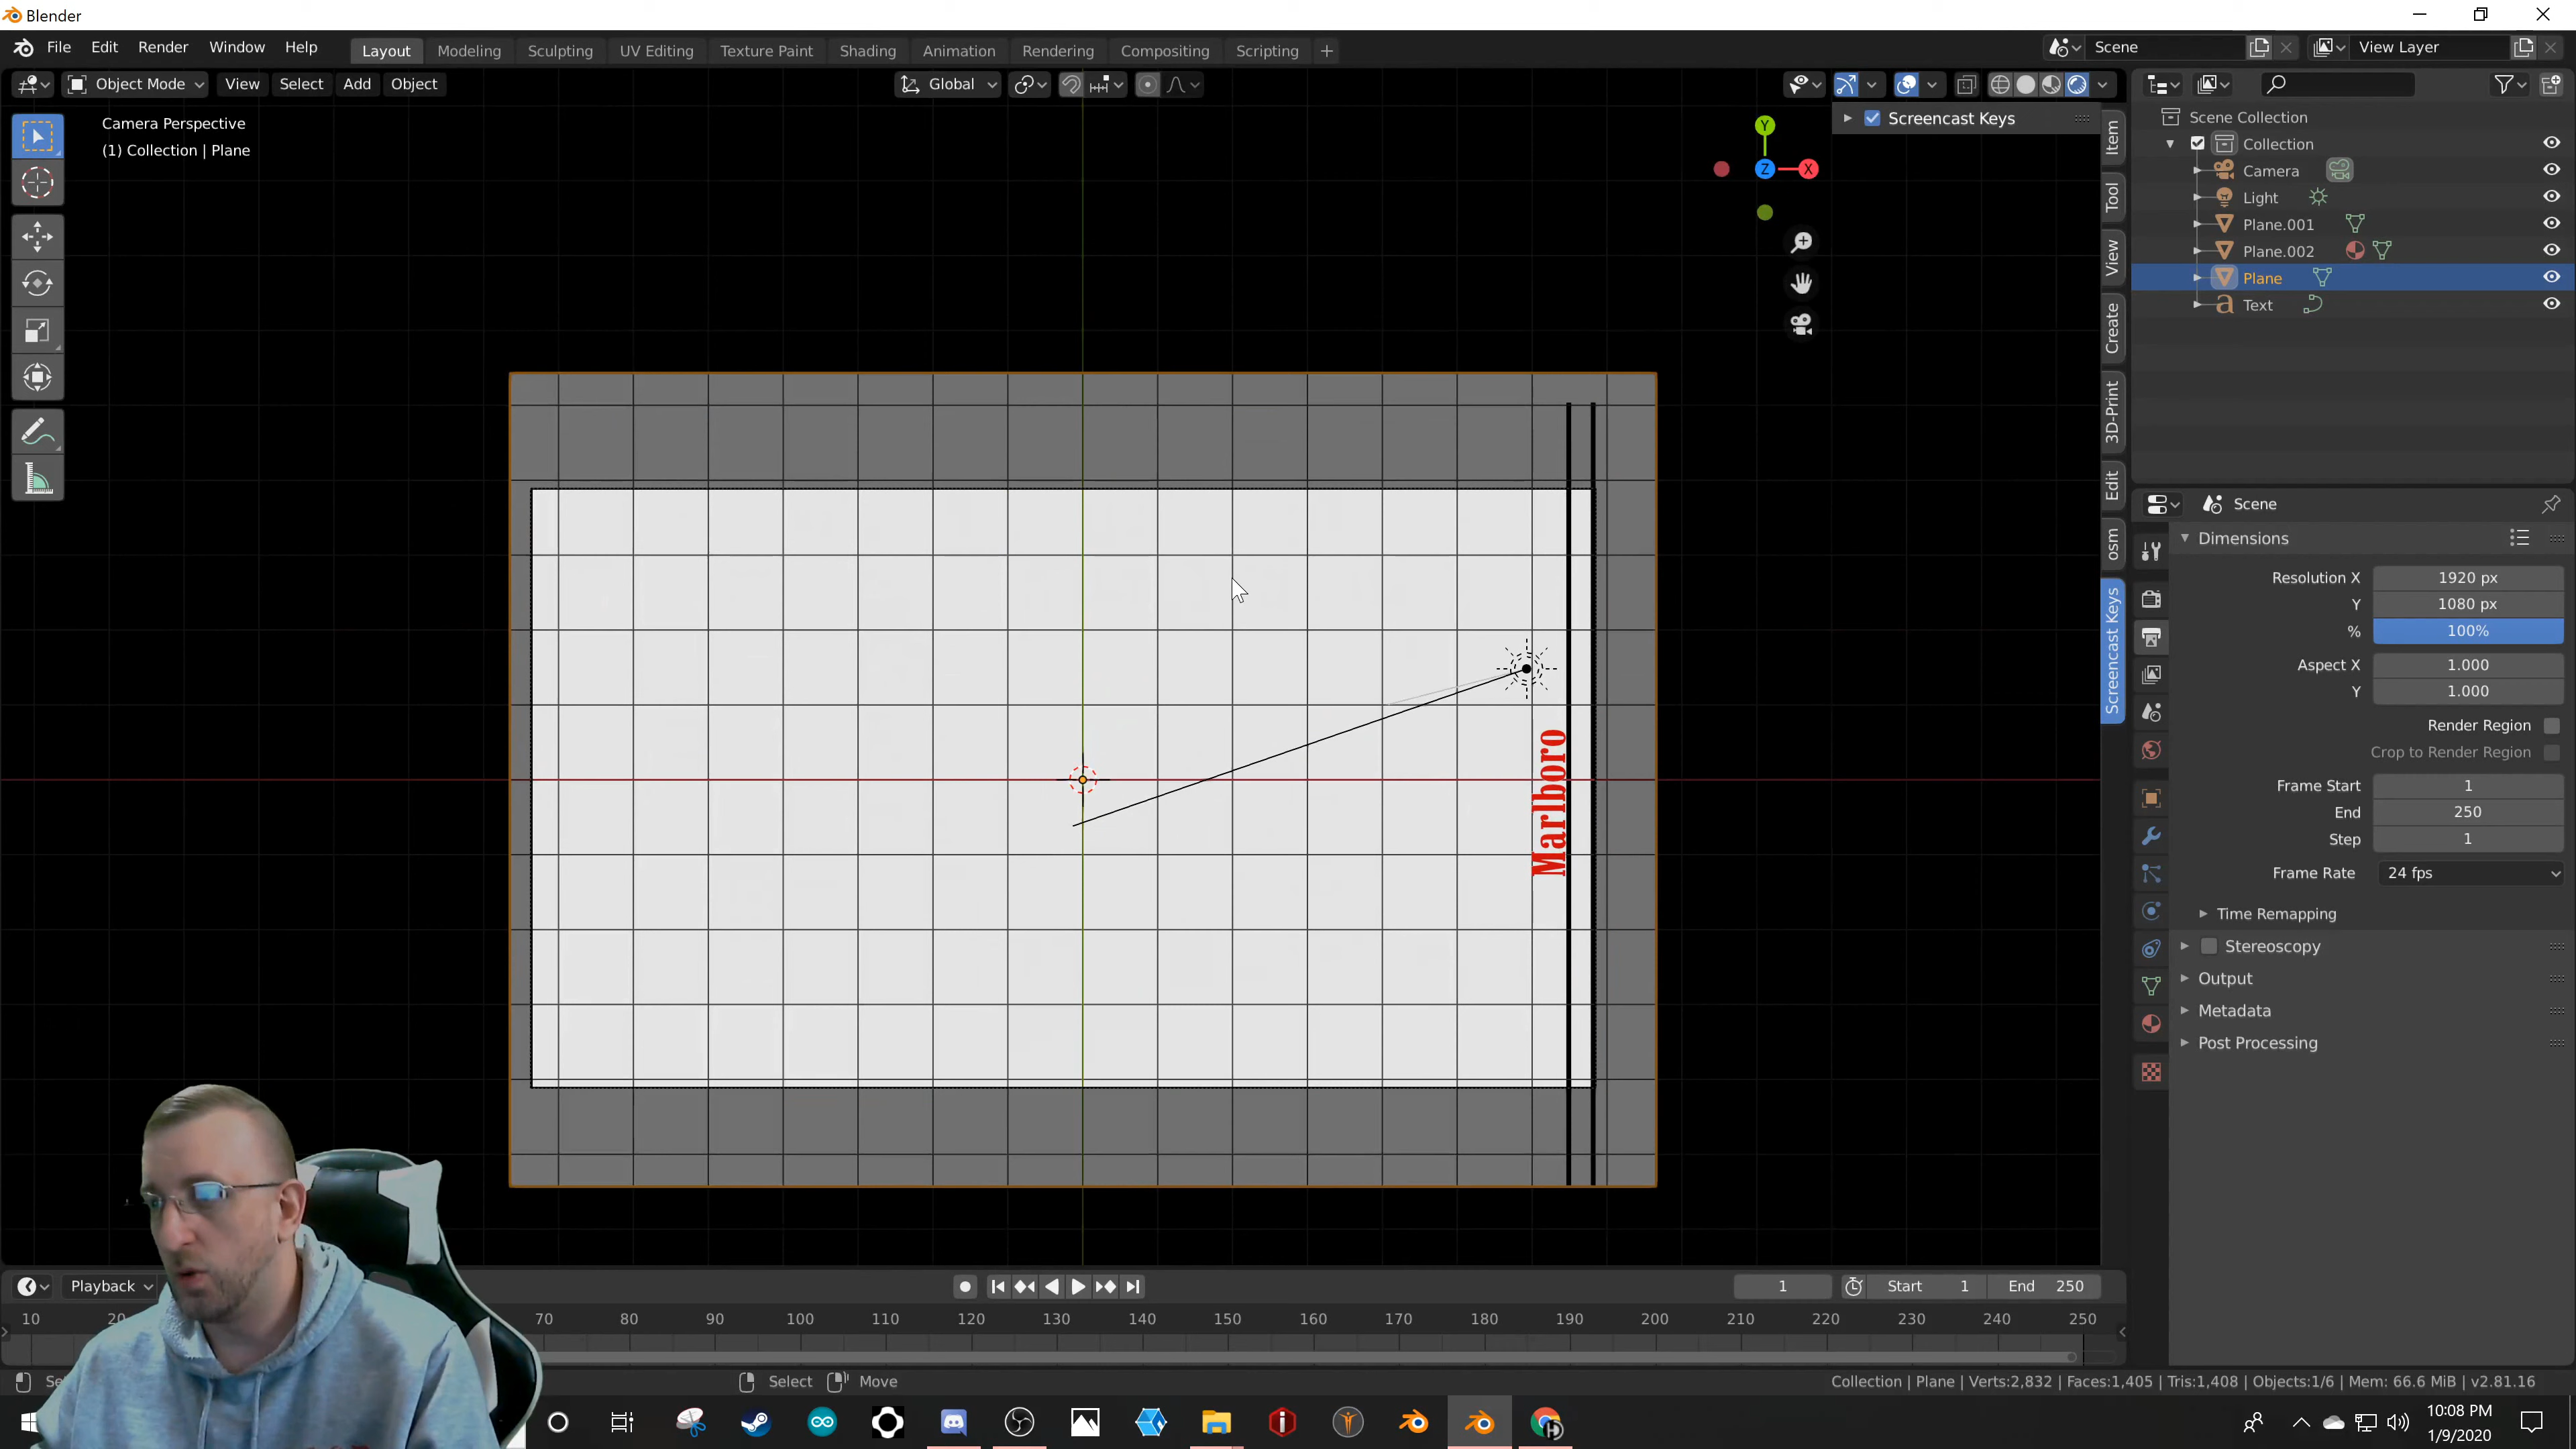 Blender
File Edit Render Window Help Layout Modeling Sculpting UV Editing Texture Paint Shading Animation Rendering Compositing Scripting + Scene View Layer
Object Mode View Select Add Object Global
Camera Perspective
(1) Collection | Plane
Y
Z
X
Screencast Keys
Item
Tool
View
Create
3D-Print
Edit
osm
Screencast Keys
Scene Collection
Collection
Camera
Light
Plane.001
Plane.002
Plane
Text
Scene
Dimensions
Resolution X 1920 px
Y 1080 px
% 100%
Aspect X 1.000
Y 1.000
Render Region
Crop to Render Region
Frame Start 1
End 250
Step 1
Frame Rate 24 fps
Time Remapping
Stereoscopy
Output
Metadata
Post Processing
Marlboro
Playback 1 Start 1 End 250
10 70 80 90 100 110 120 130 140 150 160 170 180 190 200 210 220 230 240 250
Select Move Collection | Plane | Verts:2,832 | Faces:1,405 | Tris:1,408 | Objects:1/6 | Mem: 66.6 MiB | v2.81.16
10:08 PM
1/9/2020